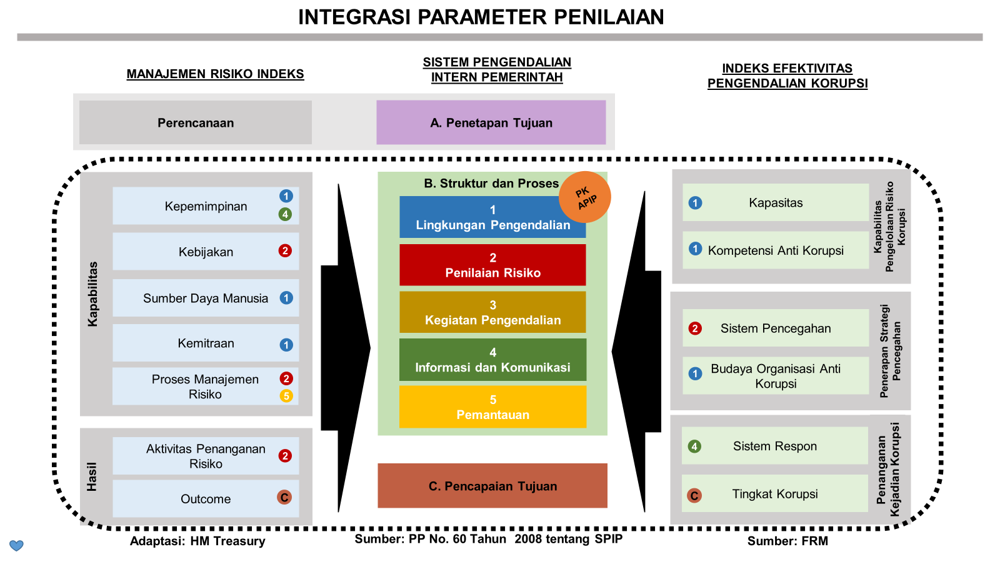 INTEGRASI PARAMETER PENILAIAN
MANAJEMEN RISIKO INDEKS
Perencanaan
Kapabilitas
Kepemimpinan
1
4
Kebijakan
2
Sumber Daya Manusia
1
Kemitraan
1
Proses Manajemen
Risiko
2
5
Hasil
Aktivitas Penanganan
Risiko
2
Outcome
C
Adaptasi: HM Treasury
SISTEM PENGENDALIAN
INTERN PEMERINTAH
A. Penetapan Tujuan
B. Struktur dan Proses
PK
APIP
1
Lingkungan Pengendalian
2
Penilaian Risiko
3
Kegiatan Pengendalian
4
Informasi dan Komunikasi
5
Pemantauan
C. Pencapaian Tujuan
Sumber: PP No. 60 Tahun  2008 tentang SPIP
INDEKS EFEKTIVITAS
PENGENDALIAN KORUPSI
1
Kapasitas
1
Kompetensi Anti Korupsi
Kapabilitas
Pengelolaan Risiko
Korupsi
2
Sistem Pencegahan
1
Budaya Organisasi Anti
Korupsi
Penerapan Strategi
Pencegahan
4
Sistem Respon
C
Tingkat Korupsi
Penanganan
Kejadian Korupsi
Sumber: FRM